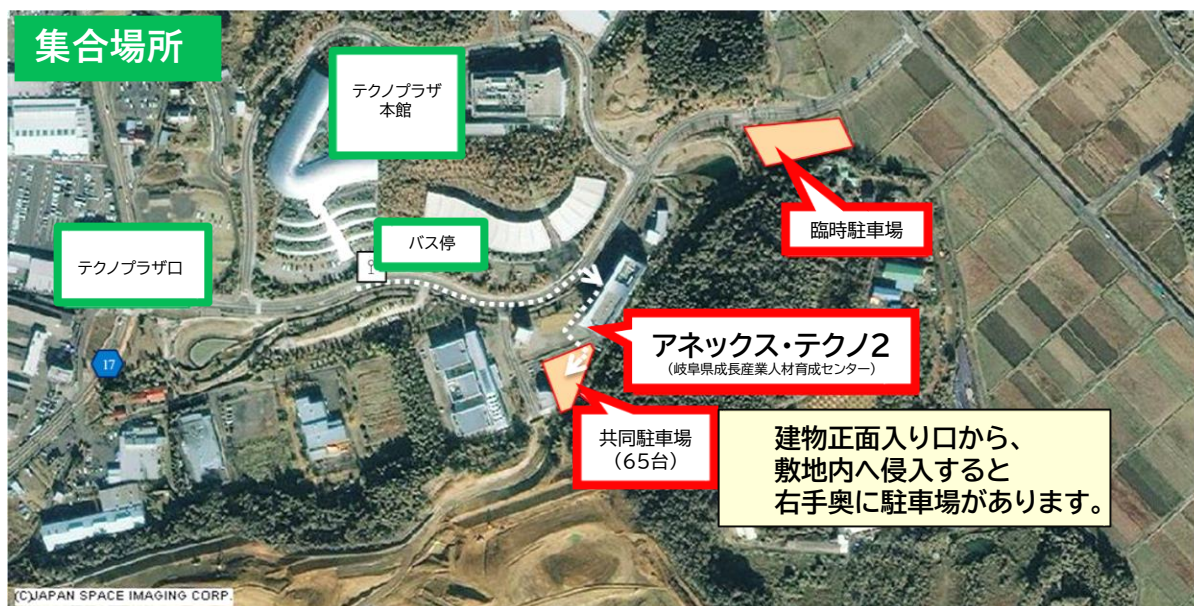 集合場所
テクノプラザ
本館
バス停
テクノプラザ口
臨時駐車場
アネックス・テクノ2
(岐阜県成長産業人材育成センター)
17
共同駐車場
(65台)
建物正面入り口から、
敷地内へ侵入すると
右手奥に駐車場があります。
(C)JAPAN SPACE IMAGING CORP.